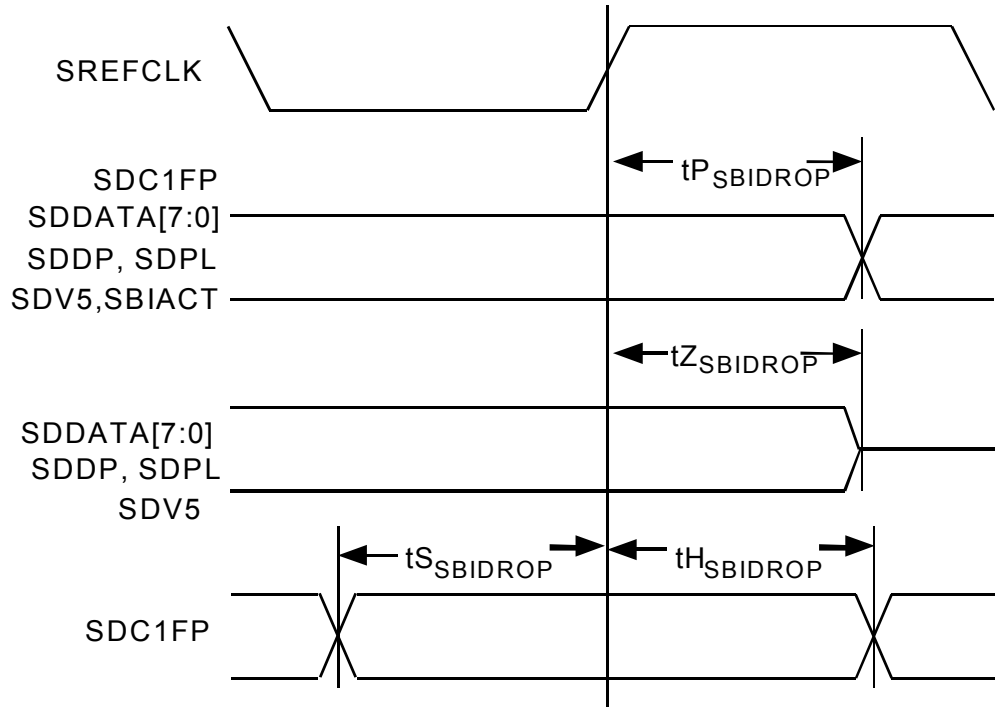 SREFCLK
tPSBIDROP
SDC1FP
SDDATA[7:0]
SDDP, SDPL
SDV5,SBIACT
tZSBIDROP
SDDATA[7:0]
SDDP, SDPL
SDV5
tSSBIDROP
tHSBIDROP
SDC1FP